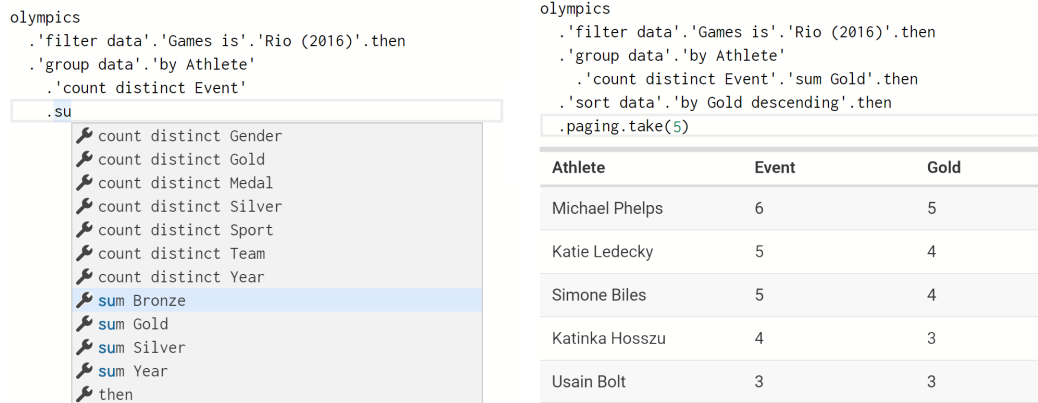 olympics
.'filter data'.'Games is'.'Rio (2016)'.then
.'group data'.'by Athlete'
.'count distinct Event'
.su
count distinct Gender
count distinct Gold
count distinct Medal
count distinct Silver
count distinct Sport
count distinct Team
count distinct Year
sum Bronze
sum Gold
sum Silver
sum Year
then
olympics
.'filter data'.'Games is'.'Rio (2016)'.then
.'group data'.'by Athlete'
.'count distinct Event'.'sum Gold'.then
.'sort data'.'by Gold descending'.then
.paging.take(5)
Athlete Event Gold
Michael Phelps 6 5
Katie Ledecky 5 4
Simone Biles 5 4
Katinka Hosszu 4 3
Usain Bolt 3 3